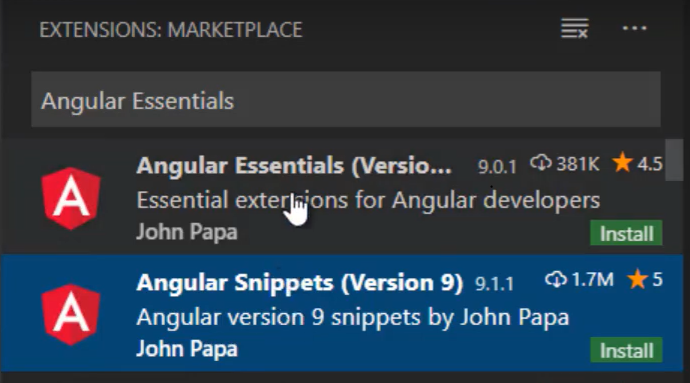 EXTENSIONS: MARKETPLACE
Angular Essentials
Angular Essentials (Versio... 9.0.1 381K 4.5
Essential extensions for Angular developers
John Papa Install
Angular Snippets (Version 9) 9.1.1 1.7M 5
Angular version 9 snippets by John Papa
John Papa Install